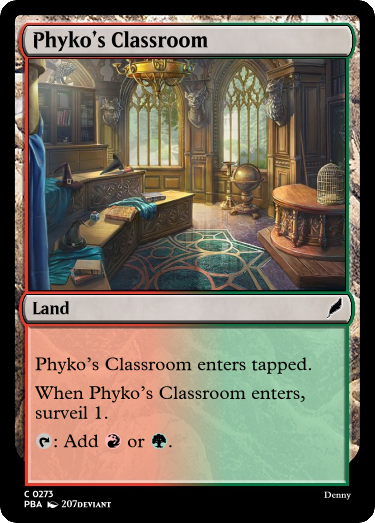 Phyko's Classroom
Land
Phyko's Classroom enters tapped.
When Phyko's Classroom enters,
surveil 1.
: Add or .
C 0273
Denny
PBA 207DEVIANT